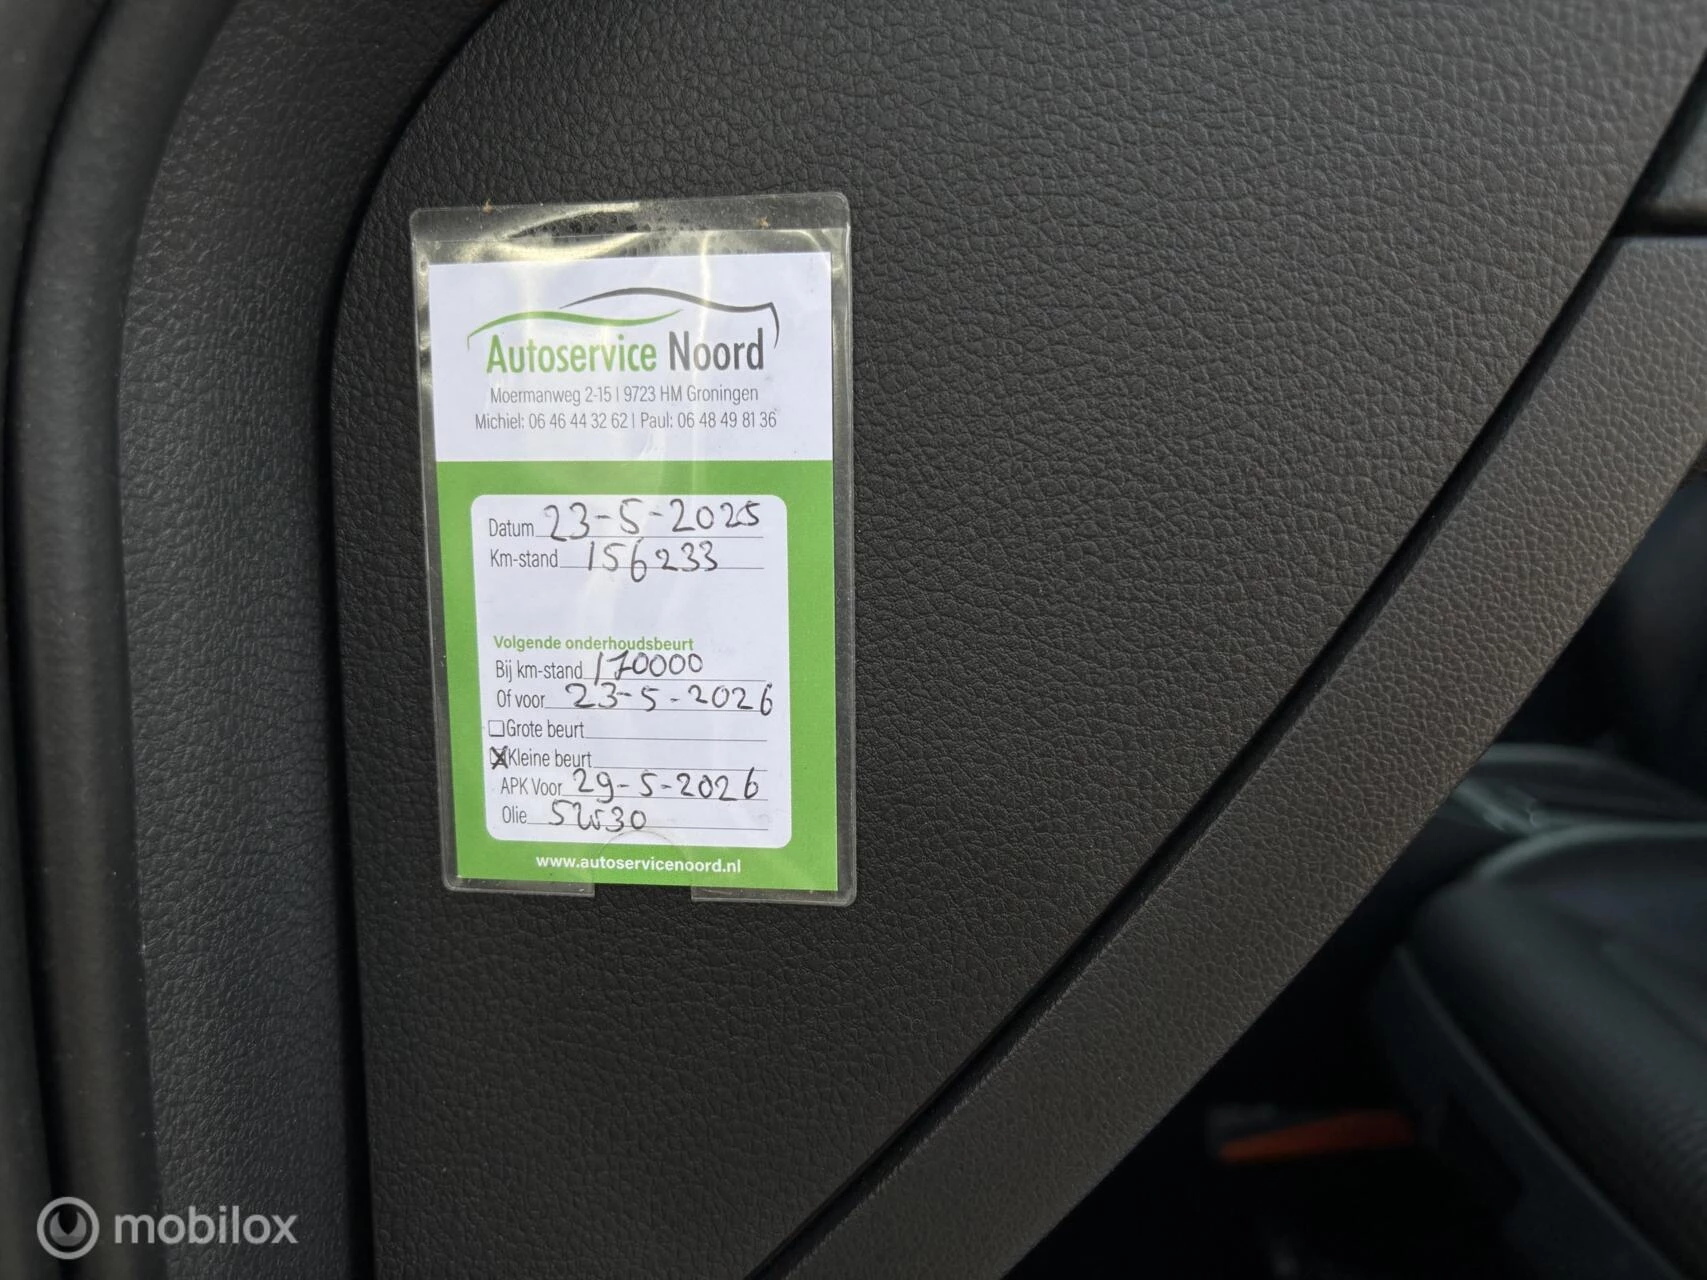 Autoservice Noord
Moermanweg 2-15 | 9723 HM Groningen
Michiel: 06 46 44 32 62 | Paul: 06 48 49 81 36
Datum 23-5-2025
Km-stand 156233
Volgende onderhoudsbeurt
Bij km-stand 170000
Of voor 23-5-2026
Grote beurt
Kleine beurt
APK Voor 29-5-2026
Olie 5W30
www.autoservicenoord.nl
mobilox